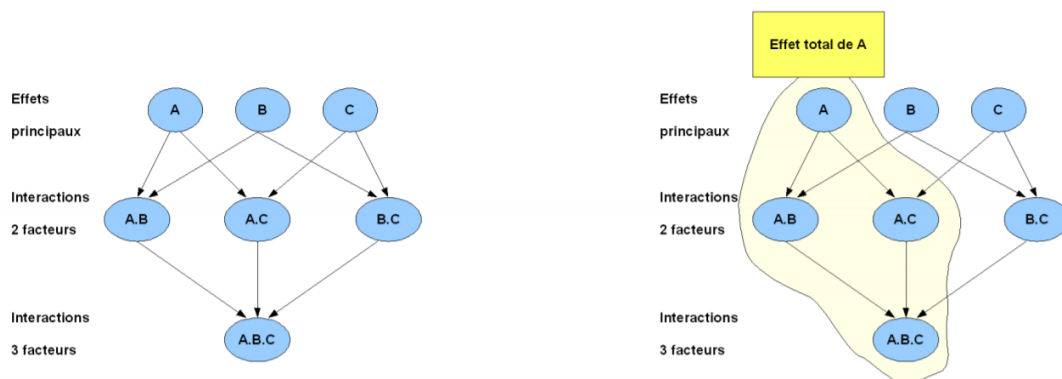 Effets
principaux
A
B
C
Interactions
2 facteurs
A.B
A.C
B.C
Interactions
3 facteurs
A.B.C
Effet total de A
Effets
principaux
A
B
C
Interactions
2 facteurs
A.B
A.C
B.C
Interactions
3 facteurs
A.B.C